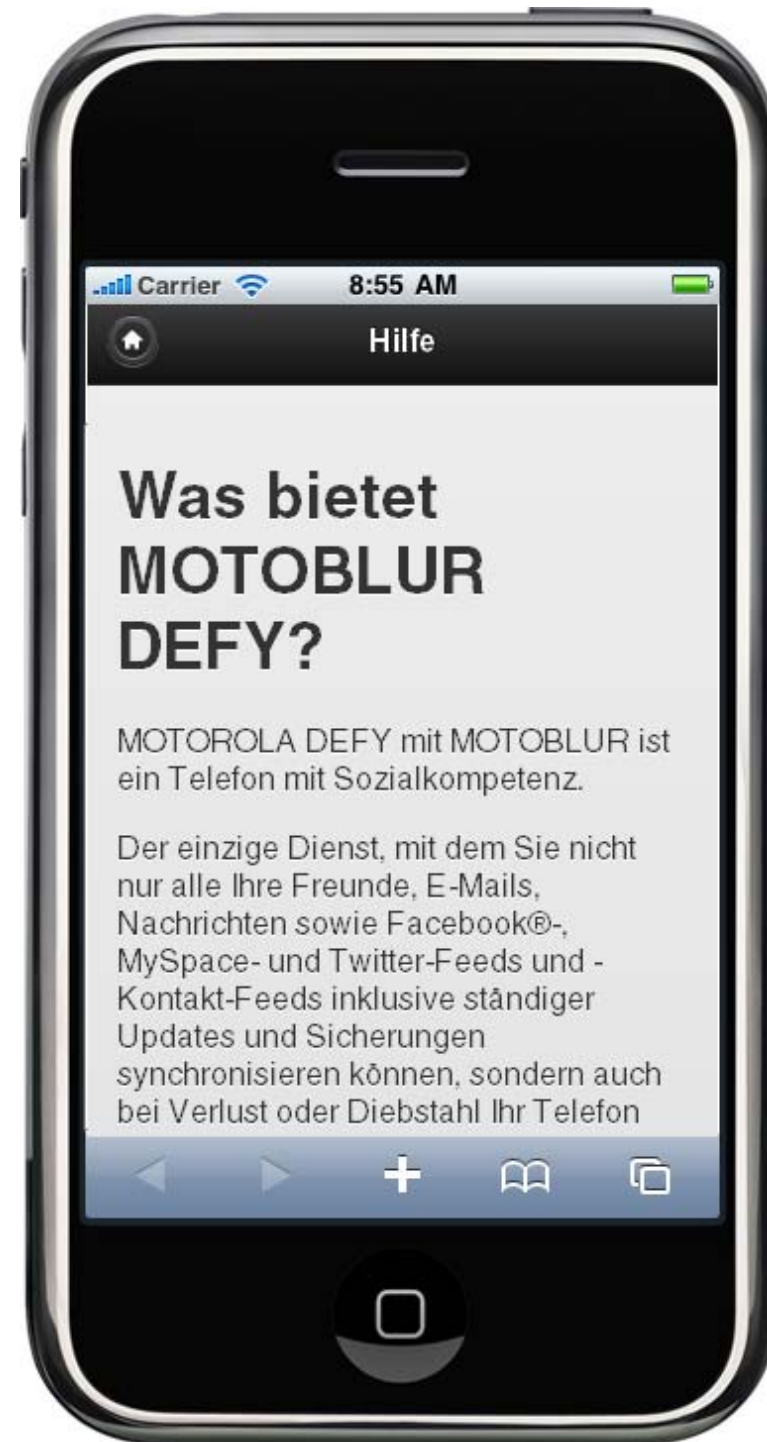 Carrier 8:55 AM
Hilfe
Was bietet
MOTOBLUR
DEFY?
MOTOROLA DEFY mit MOTOBLUR ist
ein Telefon mit Sozialkompetenz.
Der einzige Dienst, mit dem Sie nicht
nur alle Ihre Freunde, E-Mails,
Nachrichten sowie Facebook®-,
MySpace- und Twitter-Feeds und -
Kontakt-Feeds inklusive ständiger
Updates und Sicherungen
synchronisieren können, sondern auch
bei Verlust oder Diebstahl Ihr Telefon